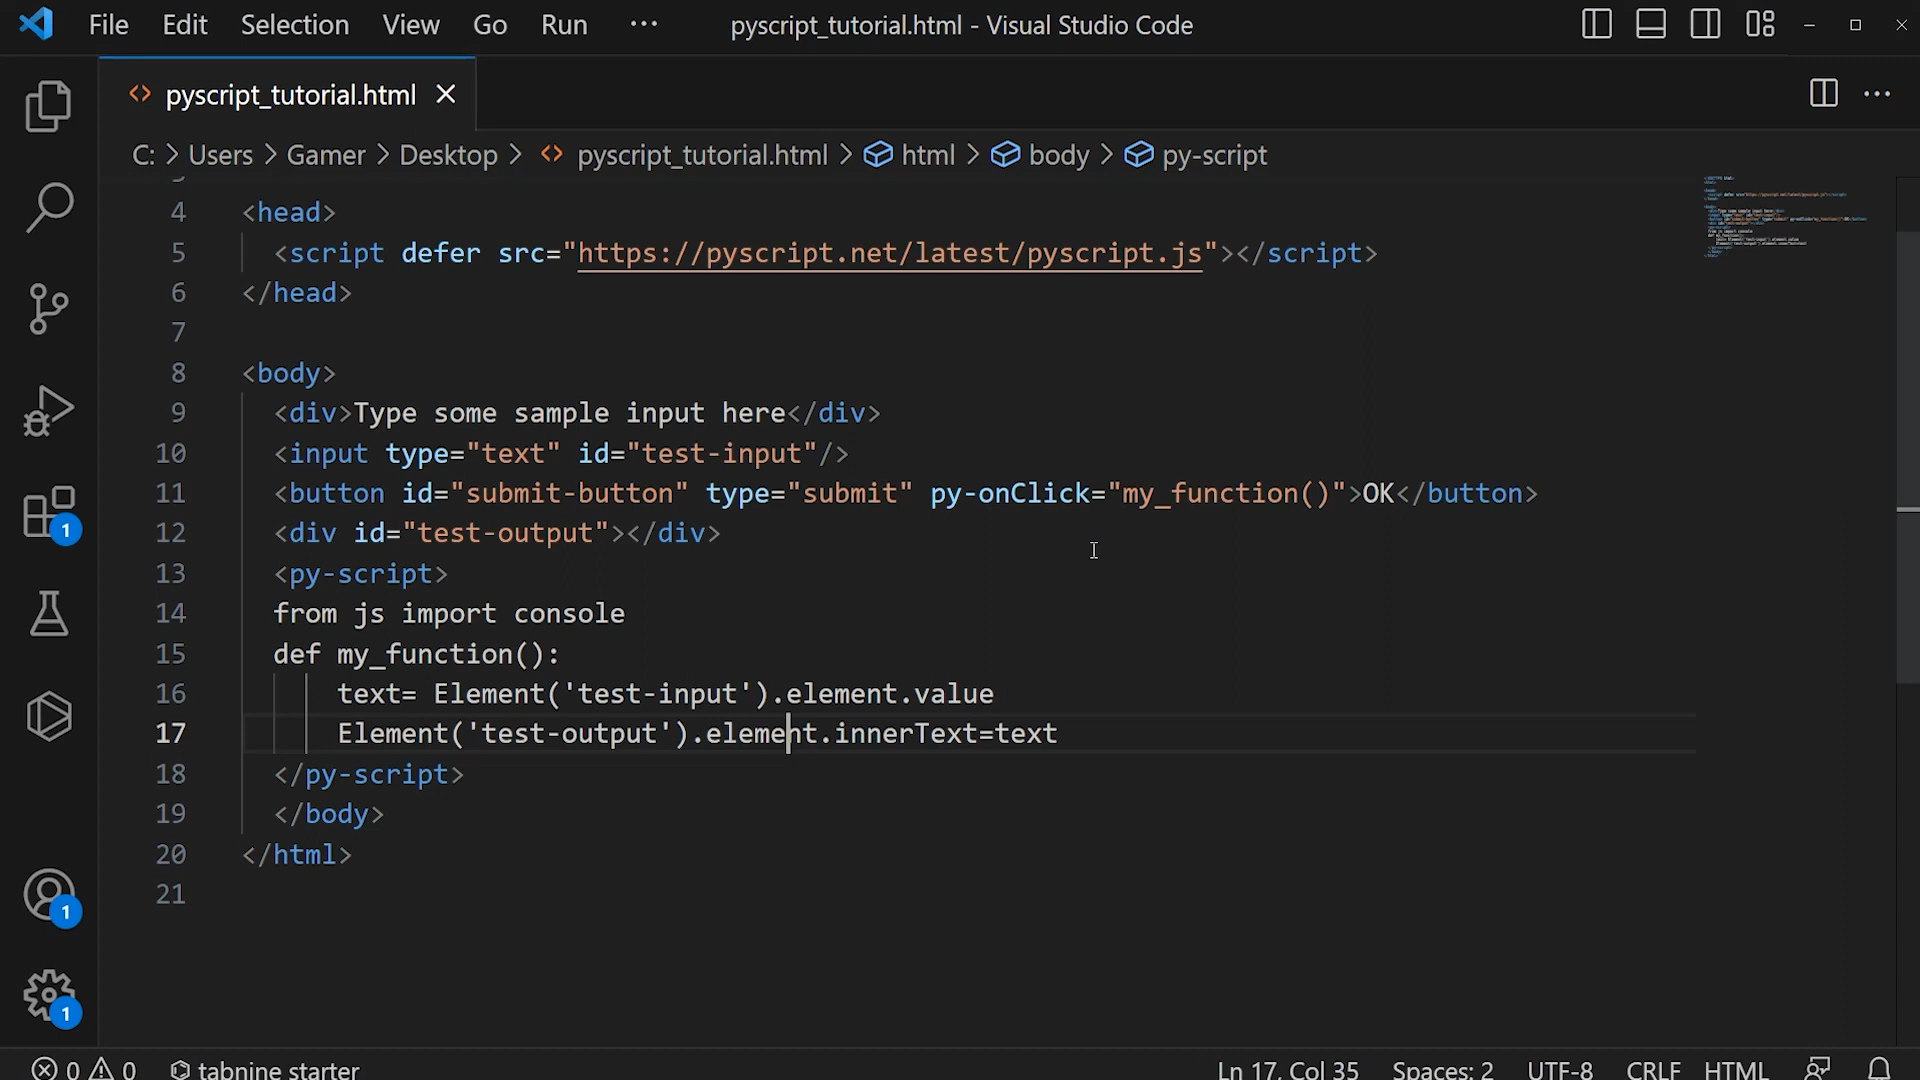 File Edit Selection View Go Run ··· pyscript_tutorial.html - Visual Studio Code
pyscript_tutorial.html
C: > Users > Gamer > Desktop > pyscript_tutorial.html > html > body > py-script
4 <head>
5 <script defer src="https://pyscript.net/latest/pyscript.js"></script>
6 </head>
7
8 <body>
9 <div>Type some sample input here</div>
10 <input type="text" id="test-input"/>
11 <button id="submit-button" type="submit" py-onClick="my_function()">OK</button>
12 <div id="test-output"></div>
13 <py-script>
14 from js import console
15 def my_function():
16 text= Element('test-input').element.value
17 Element('test-output').element.innerText=text
18 </py-script>
19 </body>
20 </html>
21
1
1
1
0 0 tabnine starter Ln 17, Col 35 Spaces: 2 UTF-8 CRLF HTML